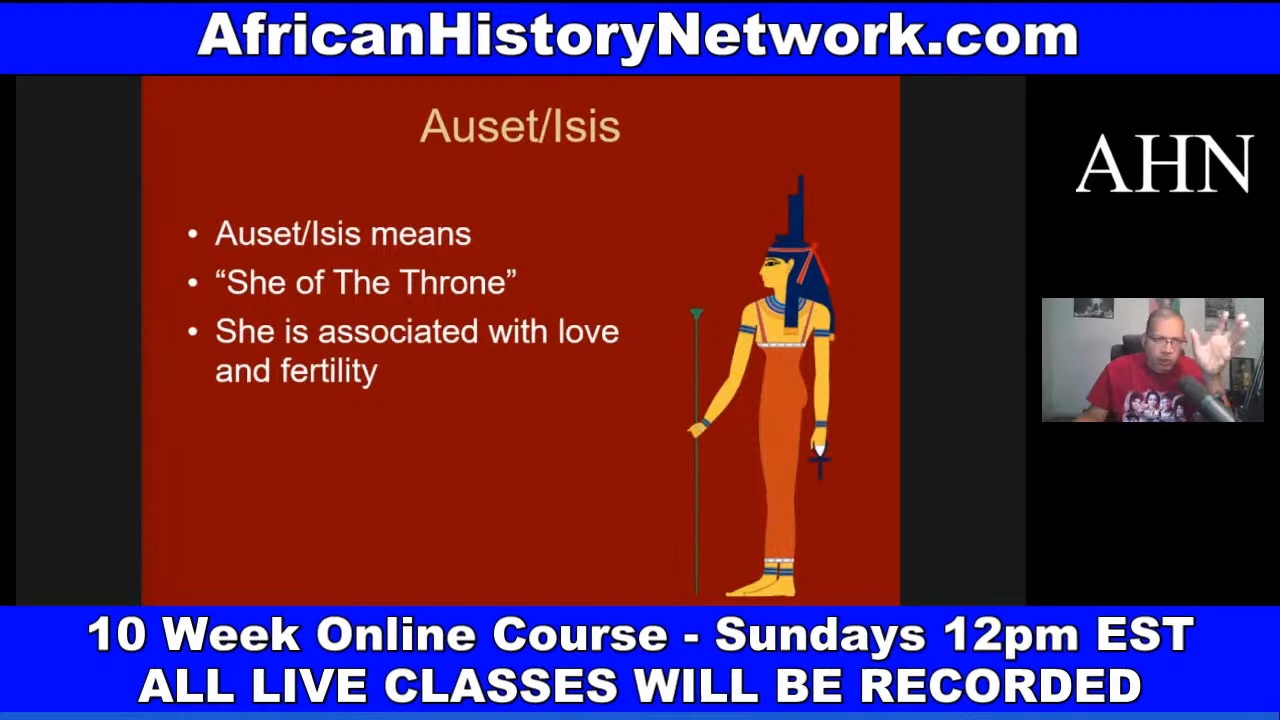 AfricanHistoryNetwork.com
Auset/Isis
AHN
• Auset/Isis means
• “She of The Throne”
• She is associated with love
and fertility
10 Week Online Course - Sundays 12pm EST
ALL LIVE CLASSES WILL BE RECORDED